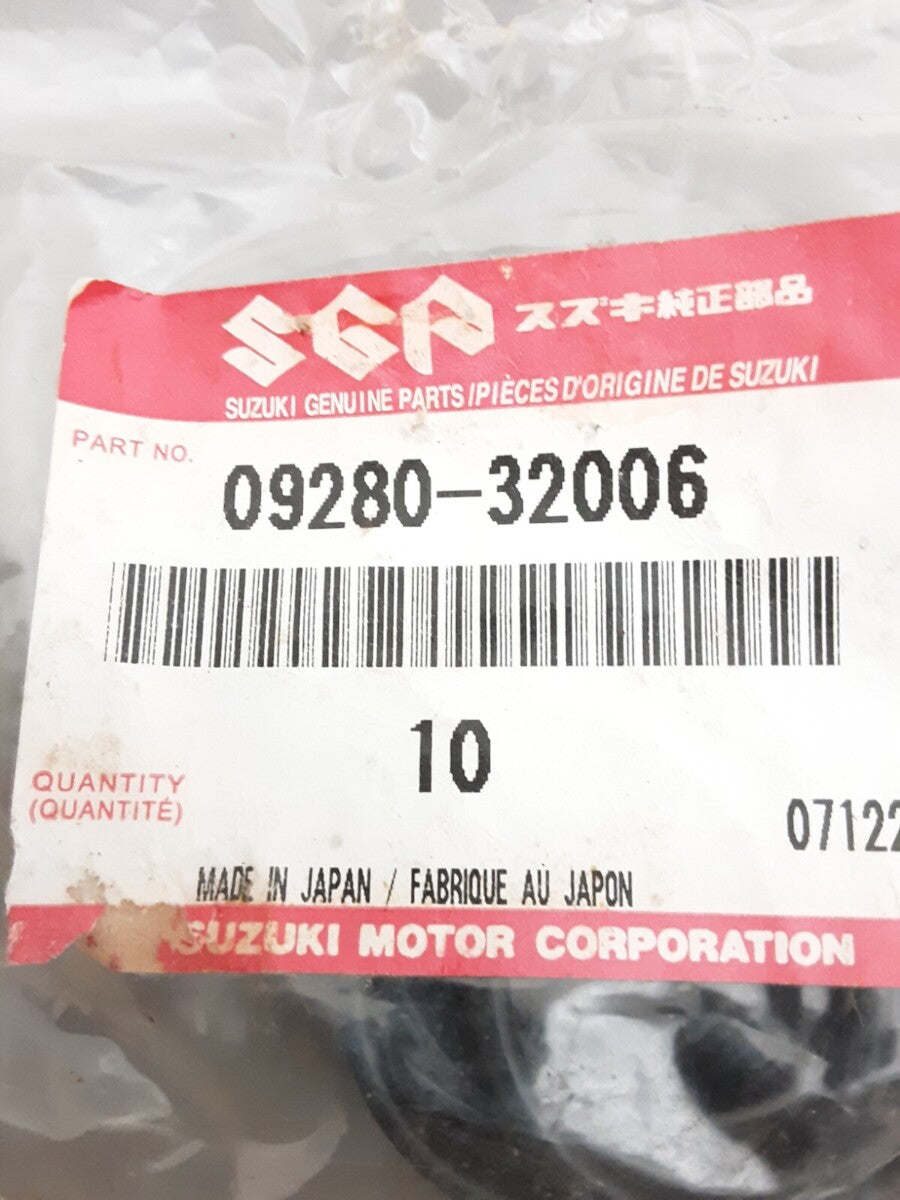 SGP スズキ純正部品
SUZUKI GENUINE PARTS/PIÈCES D'ORIGINE DE SUZUKI
PART NO.
09280-32006
10
QUANTITY
(QUANTITÉ)
07122
MADE IN JAPAN / FABRIQUE AU JAPON
SUZUKI MOTOR CORPORATION